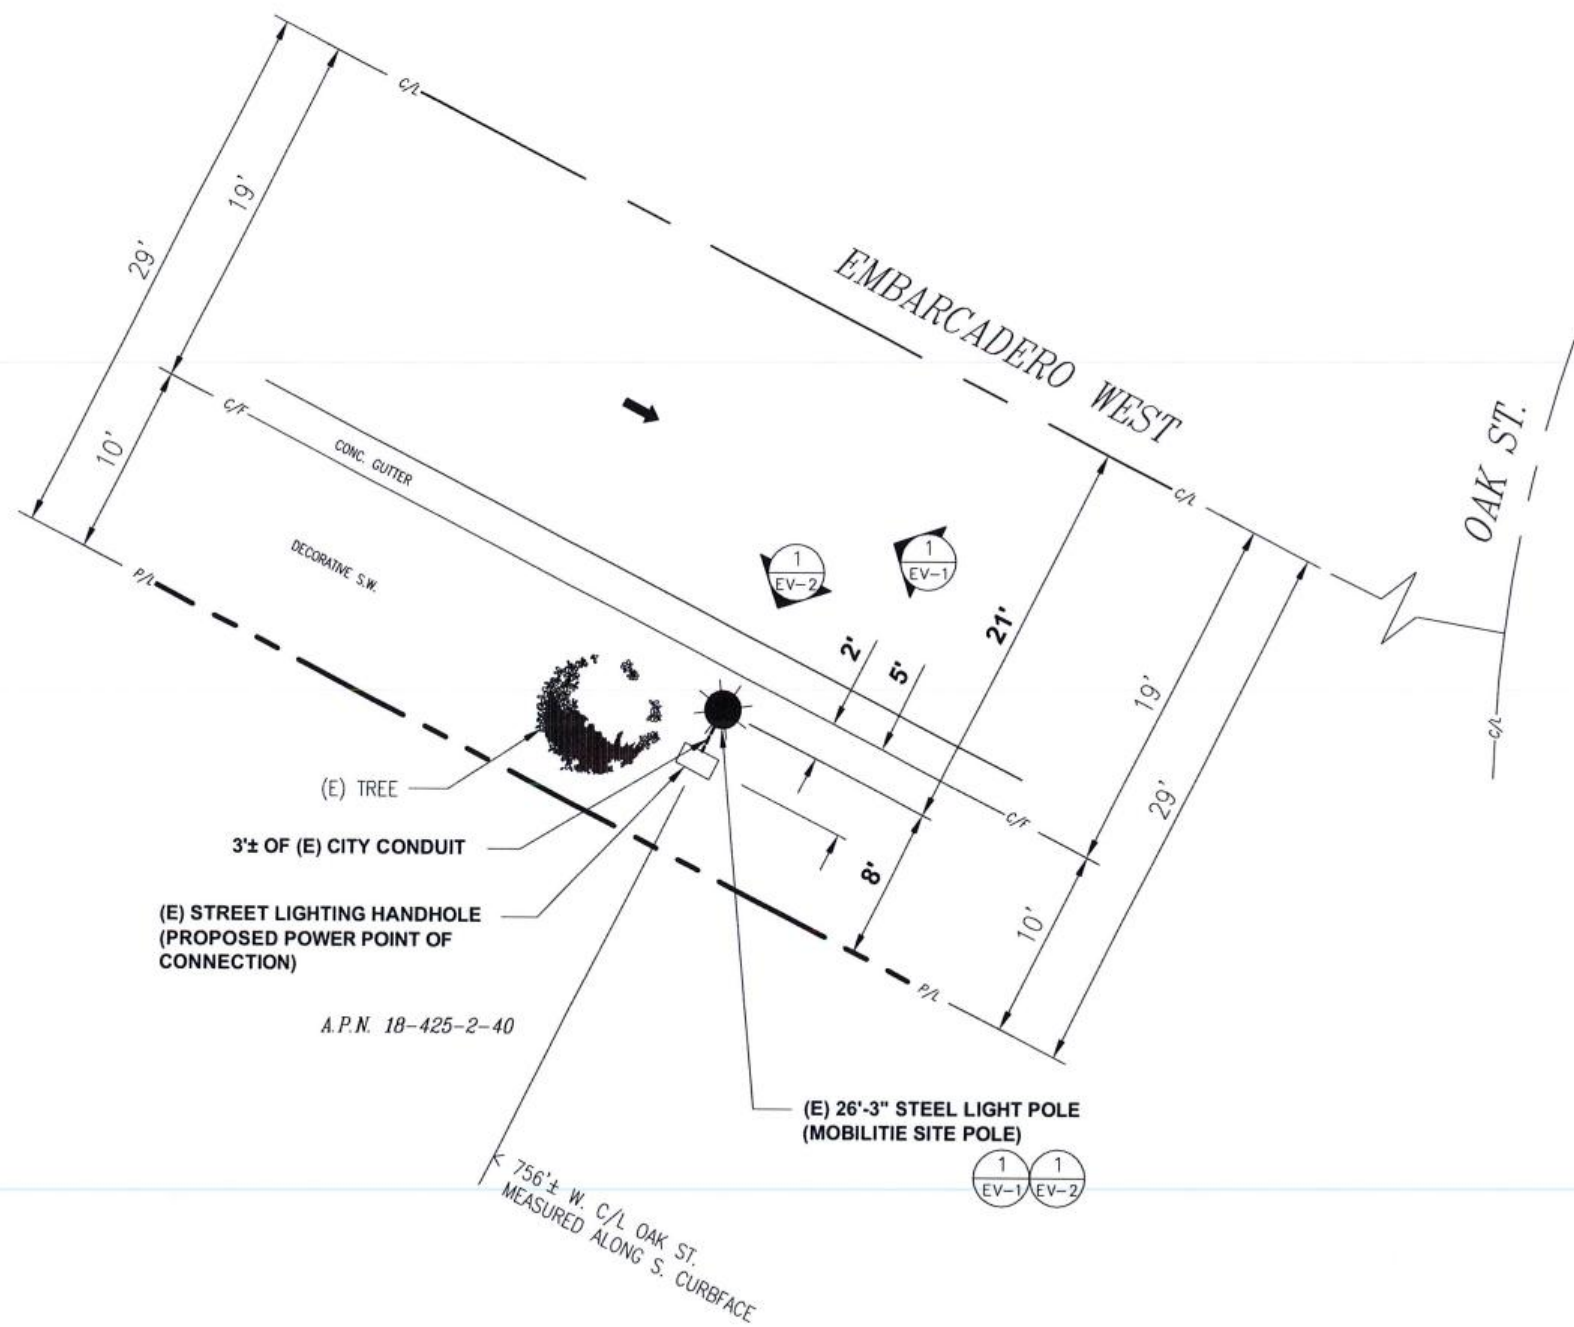 C/L
19'
29'
EMBARCADERO WEST
OAK ST.
C/F
10'
CONC. GUTTER
C/L
1
EV-2
1
EV-1
DECORATIVE S.W.
P/L
21'
2'
5'
19'
C/L
29'
(E) TREE
C/F
3'± OF (E) CITY CONDUIT
8'
(E) STREET LIGHTING HANDHOLE
(PROPOSED POWER POINT OF
CONNECTION)
10'
P/L
A.P.N. 18-425-2-40
(E) 26'-3" STEEL LIGHT POLE
(MOBILITIE SITE POLE)
1
EV-1
1
EV-2
756'± W. C/L OAK ST.
MEASURED ALONG S. CURBFACE